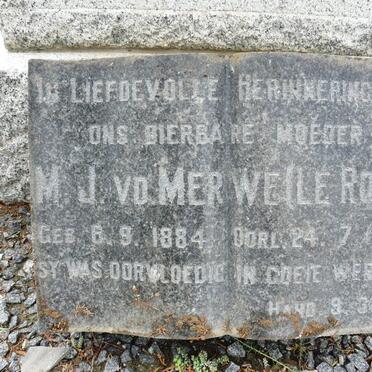 IN LIEFDEVOLLE HERINNERING
ONS DIERBARE MOEDER
M. J. VD. MERWE (LE RO
GEB. 6. 9. 1884 OORL. 24. 7.
SY WAS OORVLOEDIG IN GOEIE WER
HAND. 9. 3